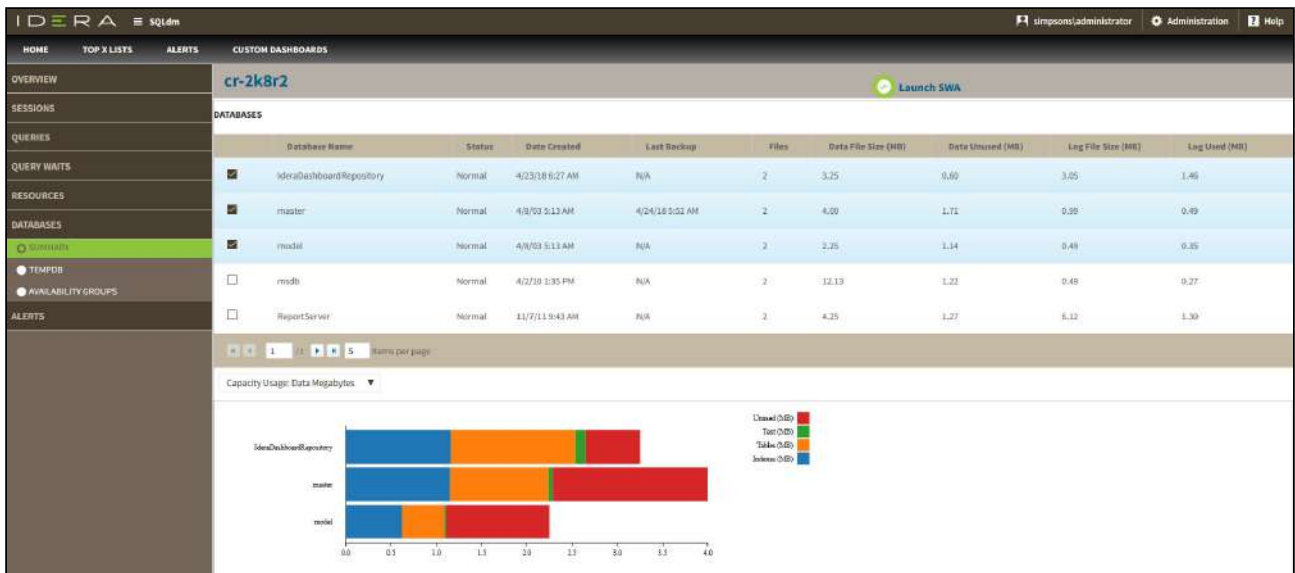 IDERA ≡ SQLdm simpsons\administrator Administration ? Help
HOME TOP X LISTS ALERTS CUSTOM DASHBOARDS
OVERVIEW
SESSIONS
QUERIES
QUERY WAITS
RESOURCES
DATABASES
SUMMARY
TEMPDB
AVAILABILITY GROUPS
ALERTS
cr-2k8r2 Launch SWA
DATABASES
Database Name Status Date Created Last Backup Files Data File Size (MB) Data Unused (MB) Log File Size (MB) Log Used (MB)
IderaDashboardRepository Normal 4/23/18 6:27 AM N/A 2 3.25 0.60 3.05 1.46
master Normal 4/8/03 5:13 AM 4/24/18 5:52 AM 2 4.00 1.71 0.99 0.49
model Normal 4/8/03 5:13 AM N/A 2 2.25 1.14 0.49 0.35
msdb Normal 4/2/10 1:35 PM N/A 2 12.13 1.22 0.49 0.27
ReportServer Normal 11/7/11 9:43 AM N/A 2 4.25 1.27 6.12 1.30
1 / 5 items per page
Capacity Usage: Data Megabytes ▼
Unused (MB)
Text (MB)
Tables (MB)
Indexes (MB)
IderaDashboardRepository
master
model
0.0 0.5 1.0 1.5 2.0 2.5 3.0 3.5 4.0